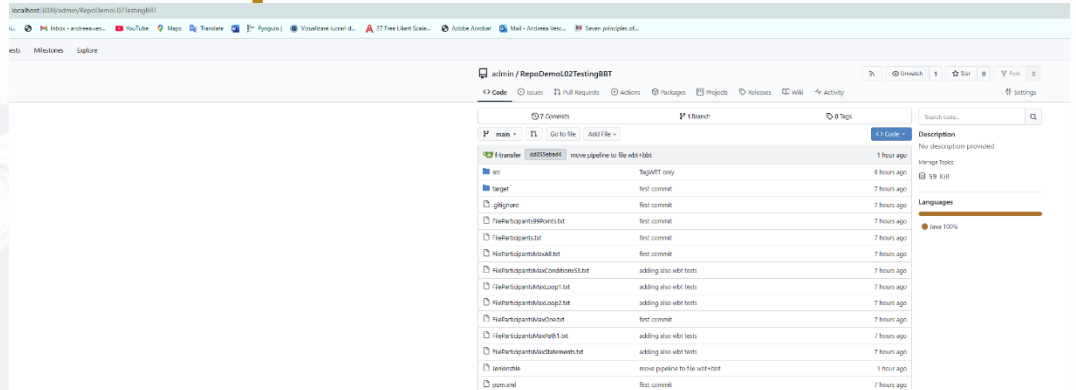 localhost:3000/admin/RepoDemoL02TestingBBT
Inbox - andreeaves... YouTube Maps Translate Pynguin | Vizualizare lucrari d... 27 Free Likert Scale... Adobe Acrobat Mail - Andreea Vesc... Seven principles of...
ests Milestones Explore
admin / RepoDemoL02TestingBBT Unwatch 1 Star 0 Fork 0
Code Issues Pull Requests Actions Packages Projects Releases Wiki Activity Settings
7 Commits 1 Branch 0 Tags Search code...
main Go to file Add File Code Description
No description provided
f-transfer move pipeline to file wbt+bbt 1 hour ago
Manage Topics
src TagWBT only 6 hours ago
59 KiB
target first commit 7 hours ago
.gitignore first commit 7 hours ago
Languages
FileParticipants99Points.txt first commit 7 hours ago
FileParticipants.txt first commit 7 hours ago
Java 100%
FileParticipantsMaxAll.txt first commit 7 hours ago
FileParticipantsMaxConditionsS3.txt adding also wbt tests 7 hours ago
FileParticipantsMaxLoop1.txt adding also wbt tests 7 hours ago
FileParticipantsMaxLoop2.txt adding also wbt tests 7 hours ago
FileParticipantsMaxOne.txt first commit 7 hours ago
FileParticipantsMaxPath1.txt adding also wbt tests 7 hours ago
FileParticipantsMaxStatements.txt adding also wbt tests 7 hours ago
Jenkinsfile move pipeline to file wbt+bbt 1 hour ago
pom.xml first commit 7 hours ago